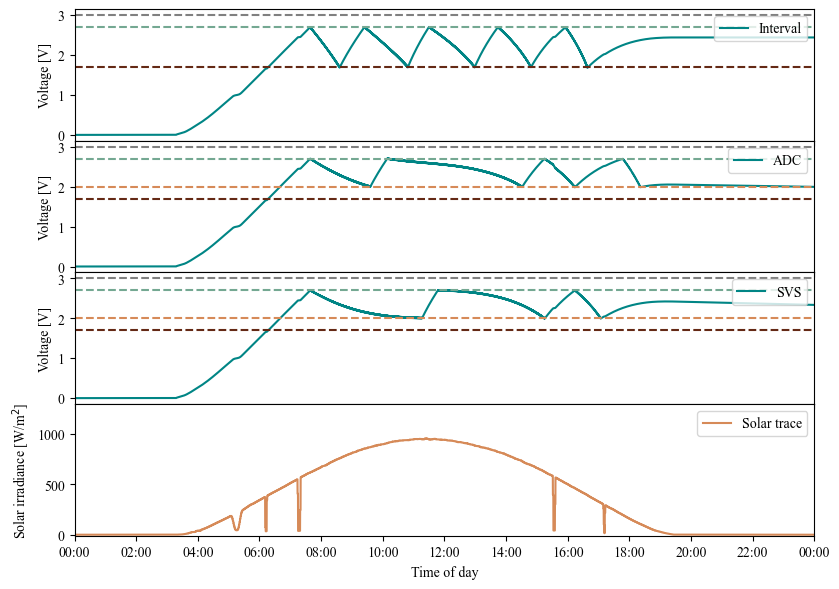 3
2
1
0
Voltage [V]
Interval
3
2
1
0
Voltage [V]
ADC
3
2
1
0
Voltage [V]
SVS
1000
500
0
Solar irradiance [W/m²]
Solar trace
00:00 02:00 04:00 06:00 08:00 10:00 12:00 14:00 16:00 18:00 20:00 22:00 00:00
Time of day